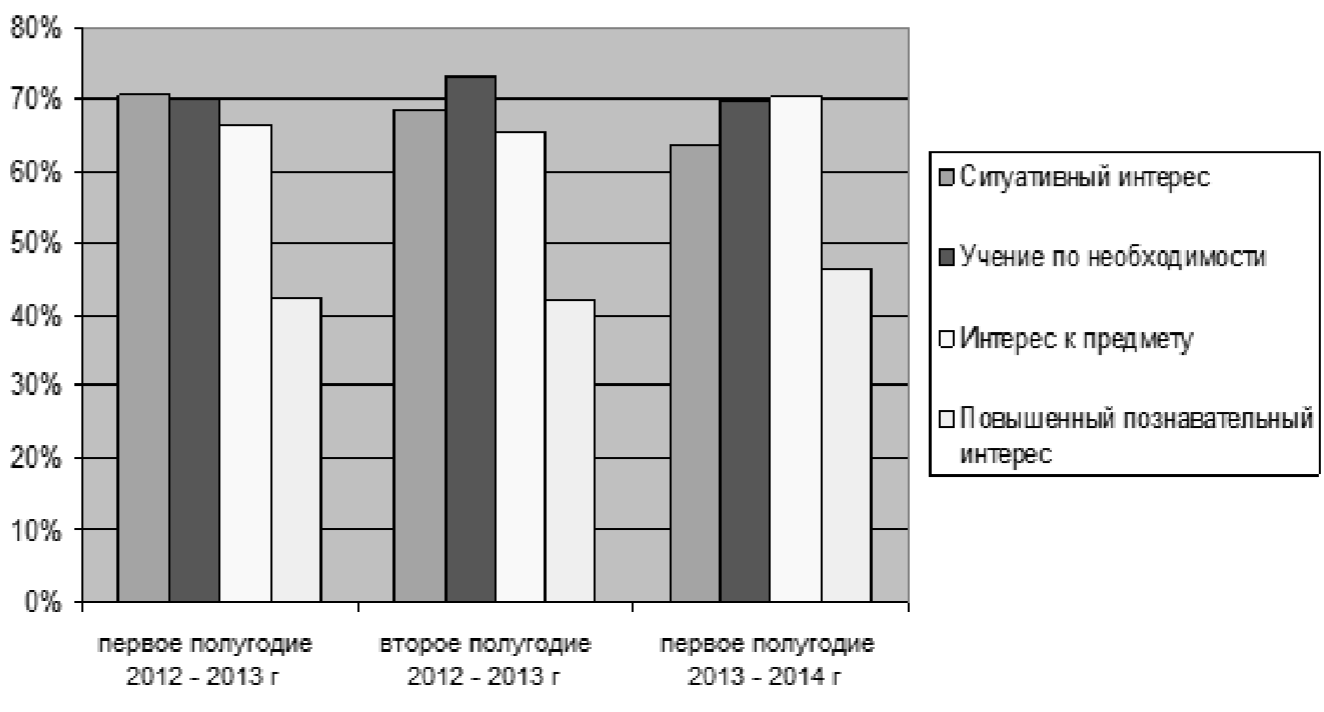 80%
70%
60%
50%
40%
30%
20%
10%
0%
первое полугодие
2012 - 2013 г
второе полугодие
2012 - 2013 г
первое полугодие
2013 - 2014 г
Ситуативный интерес
Учение по необходимости
Интерес к предмету
Повышенный познавательный
интерес